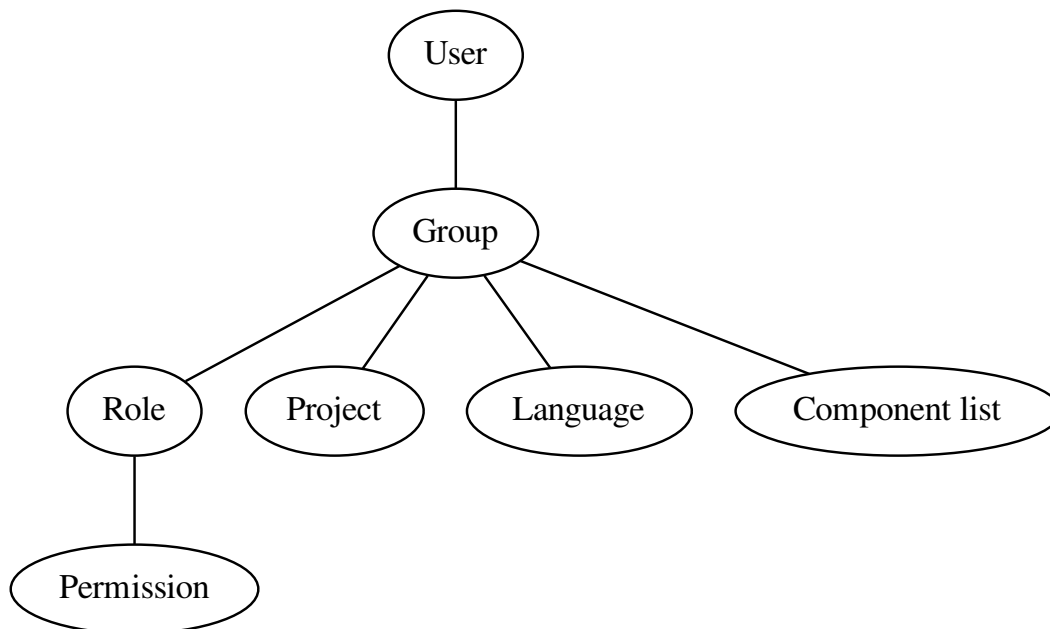 User
Group
Role
Project
Language
Component list
Permission